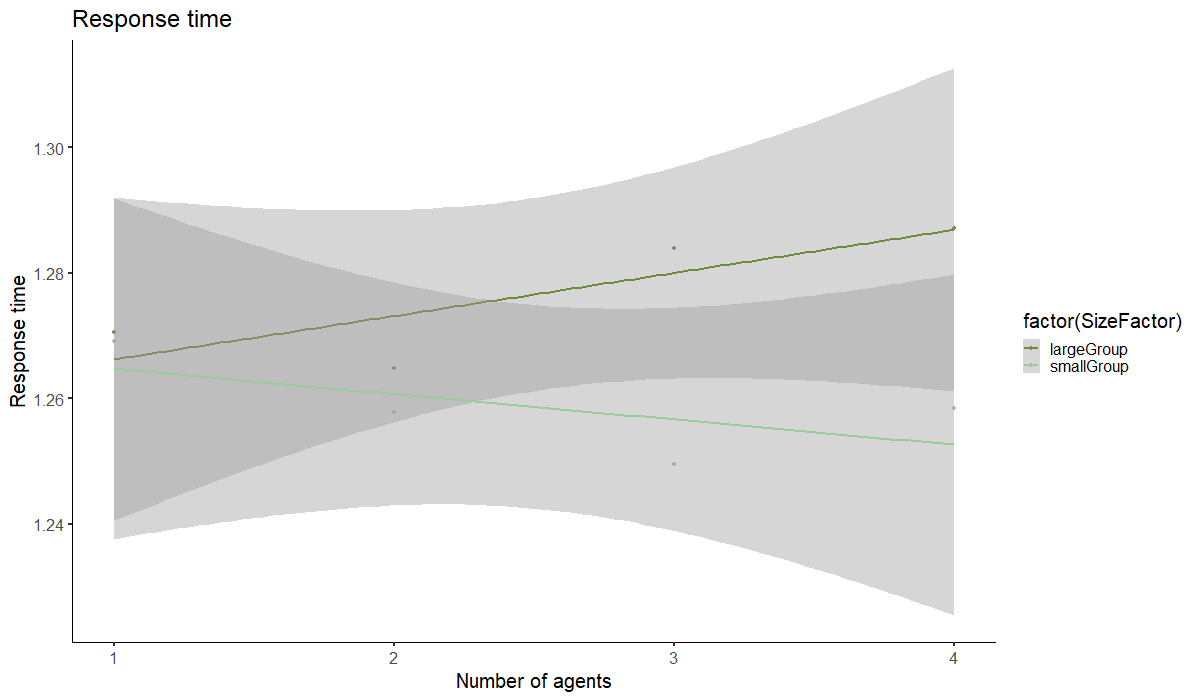 Response time
Response time
1.30
1.28
1.26
1.24
1 2 3 4
Number of agents
factor(SizeFactor)
largeGroup
smallGroup